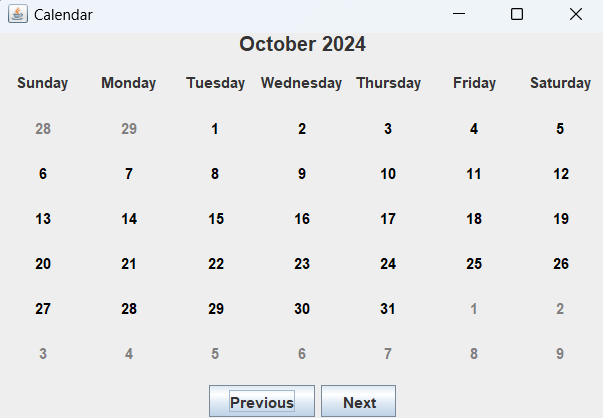 Calendar
October 2024
Sunday Monday Tuesday Wednesday Thursday Friday Saturday
28 29 1 2 3 4 5
6 7 8 9 10 11 12
13 14 15 16 17 18 19
20 21 22 23 24 25 26
27 28 29 30 31 1 2
3 4 5 6 7 8 9
Previous Next